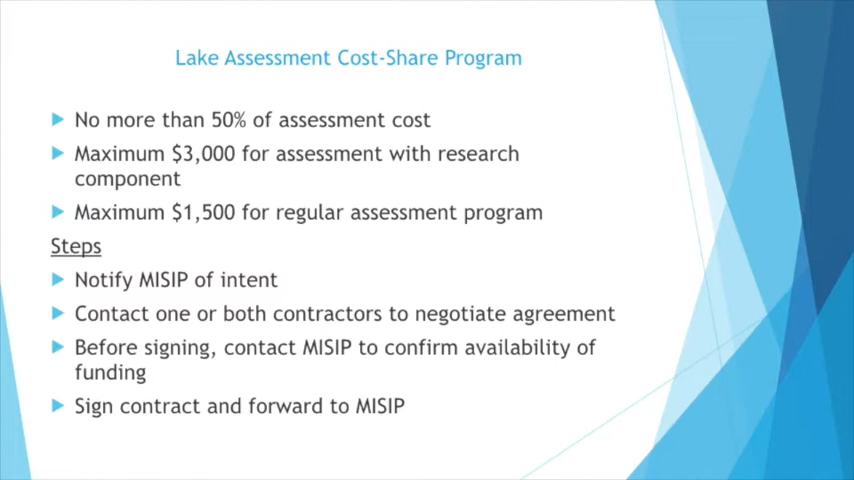 Lake Assessment Cost-Share Program
No more than 50% of assessment cost
Maximum $3,000 for assessment with research
component
Maximum $1,500 for regular assessment program
Steps
Notify MISIP of intent
Contact one or both contractors to negotiate agreement
Before signing, contact MISIP to confirm availability of
funding
Sign contract and forward to MISIP